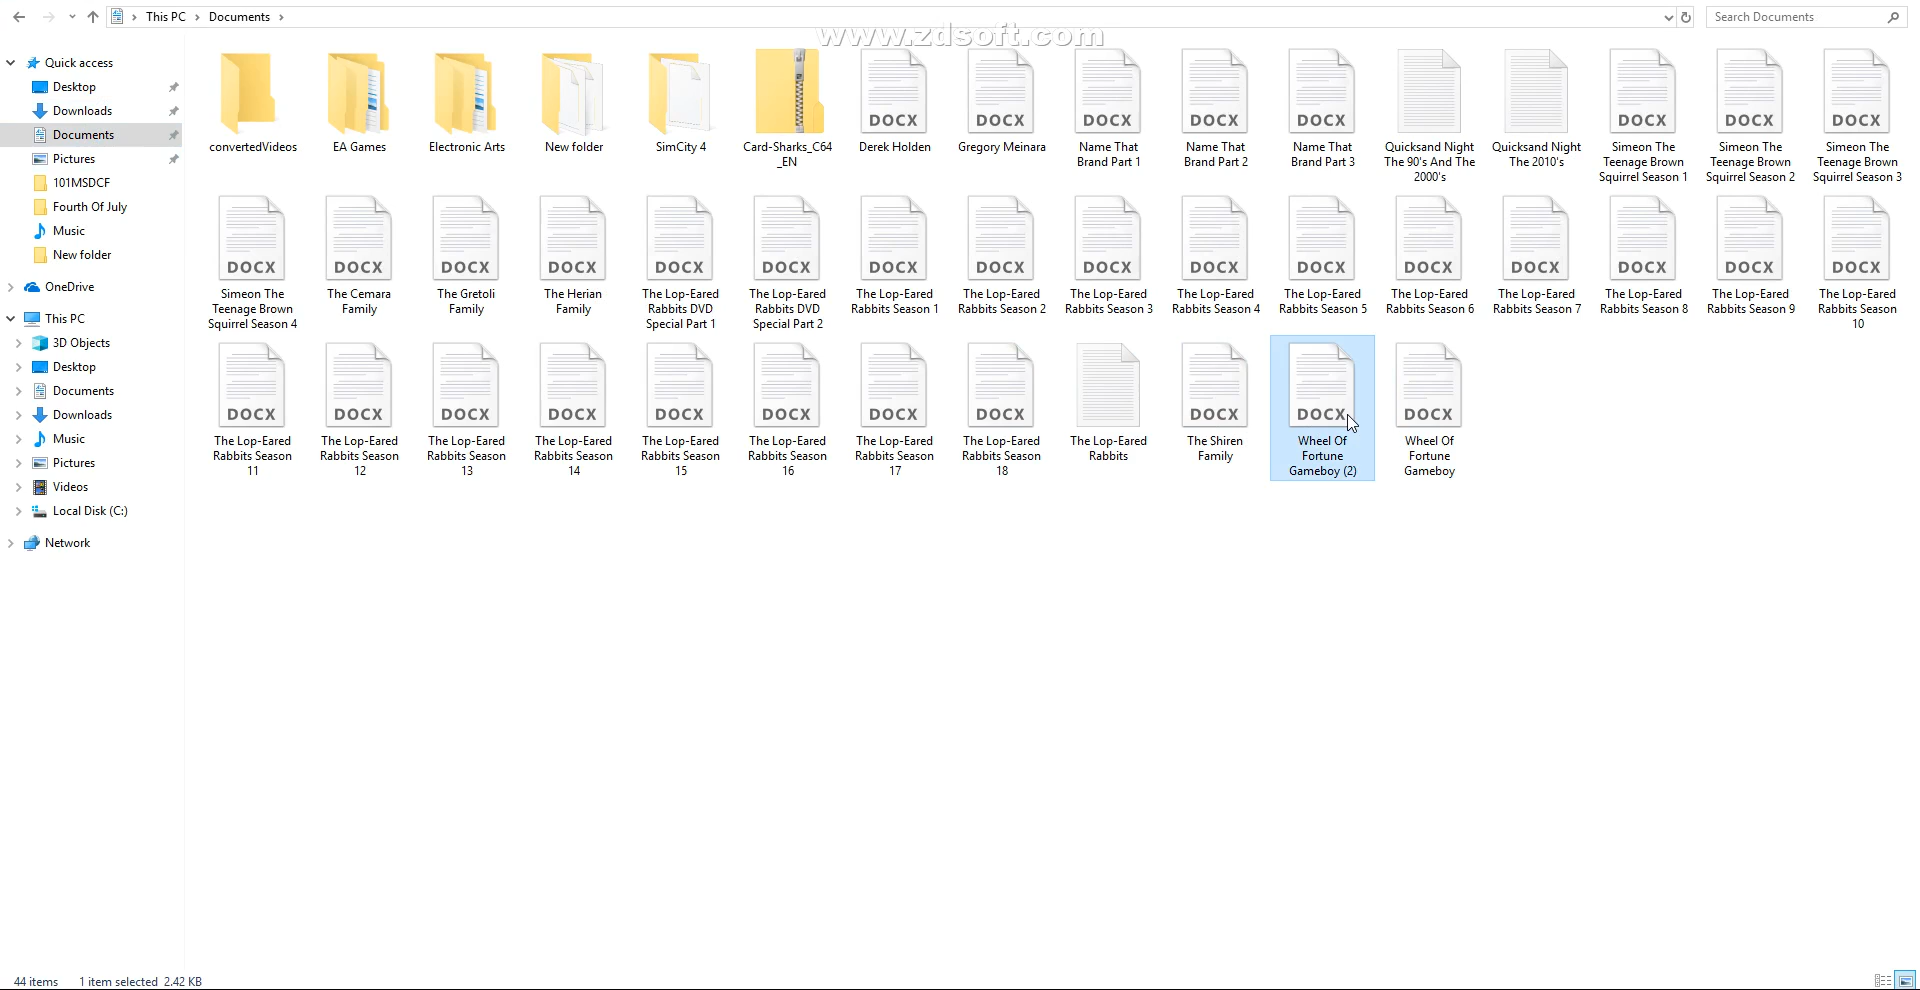 This PC > Documents >
Search Documents
www.zdsoft.com
Quick access
Desktop
Downloads
Documents
Pictures
101MSDCF
Fourth Of July
Music
New folder
OneDrive
This PC
3D Objects
Desktop
Documents
Downloads
Music
Pictures
Videos
Local Disk (C:)
Network
convertedVideos
EA Games
Electronic Arts
New folder
SimCity 4
Card-Sharks_C64
_EN
DOCX
Derek Holden
DOCX
Gregory Meinara
DOCX
Name That
Brand Part 1
DOCX
Name That
Brand Part 2
DOCX
Name That
Brand Part 3
Quicksand Night
The 90's And The
2000's
Quicksand Night
The 2010's
DOCX
Simeon The
Teenage Brown
Squirrel Season 1
DOCX
Simeon The
Teenage Brown
Squirrel Season 2
DOCX
Simeon The
Teenage Brown
Squirrel Season 3
DOCX
Simeon The
Teenage Brown
Squirrel Season 4
DOCX
The Cemara
Family
DOCX
The Gretoli
Family
DOCX
The Herian
Family
DOCX
The Lop-Eared
Rabbits DVD
Special Part 1
DOCX
The Lop-Eared
Rabbits DVD
Special Part 2
DOCX
The Lop-Eared
Rabbits Season 1
DOCX
The Lop-Eared
Rabbits Season 2
DOCX
The Lop-Eared
Rabbits Season 3
DOCX
The Lop-Eared
Rabbits Season 4
DOCX
The Lop-Eared
Rabbits Season 5
DOCX
The Lop-Eared
Rabbits Season 6
DOCX
The Lop-Eared
Rabbits Season 7
DOCX
The Lop-Eared
Rabbits Season 8
DOCX
The Lop-Eared
Rabbits Season 9
DOCX
The Lop-Eared
Rabbits Season
10
DOCX
The Lop-Eared
Rabbits Season
11
DOCX
The Lop-Eared
Rabbits Season
12
DOCX
The Lop-Eared
Rabbits Season
13
DOCX
The Lop-Eared
Rabbits Season
14
DOCX
The Lop-Eared
Rabbits Season
15
DOCX
The Lop-Eared
Rabbits Season
16
DOCX
The Lop-Eared
Rabbits Season
17
DOCX
The Lop-Eared
Rabbits Season
18
The Lop-Eared
Rabbits
DOCX
The Shiren
Family
DOCX
Wheel Of
Fortune
Gameboy (2)
DOCX
Wheel Of
Fortune
Gameboy
44 items 1 item selected 2.42 KB